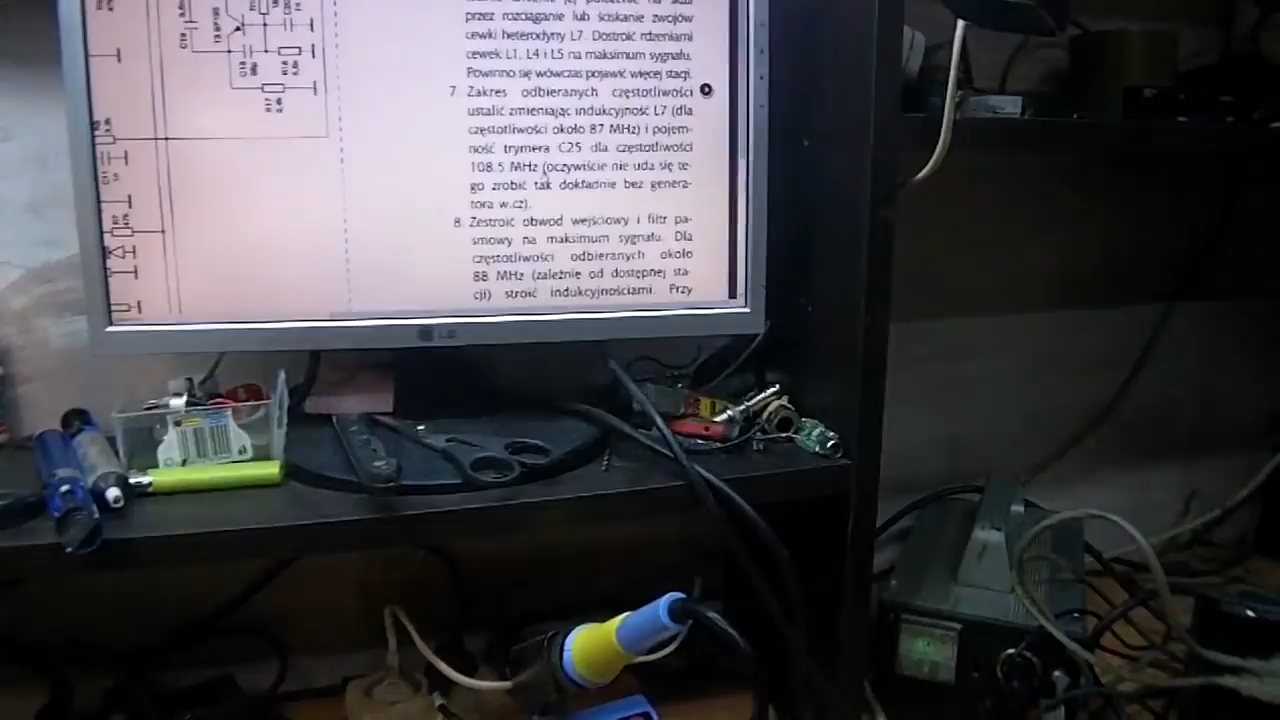 przez rozciąganie lub ściskanie zwojów
cewki heterodyny L7. Dostroić rdzeniami
cewek L1, L4 i L5 na maksimum sygnału.
Powinno się wówczas pojawić więcej stacji.
7. Zakres odbieranych częstotliwości
ustalić zmieniając indukcyjność L7 (dla
częstotliwości około 87 MHz) i pojem-
ność trymera C25 dla częstotliwości
108.5 MHz (oczywiście nie uda się te-
go zrobić tak dokładnie bez genera-
tora w.cz).
8. Zestroić obwód wejściowy i filtr pa-
smowy na maksimum sygnału. Dla
częstotliwości odbieranych około
88 MHz (zależnie od dostępnej sta-
cji) stroić indukcyjnościami. Przy
LG